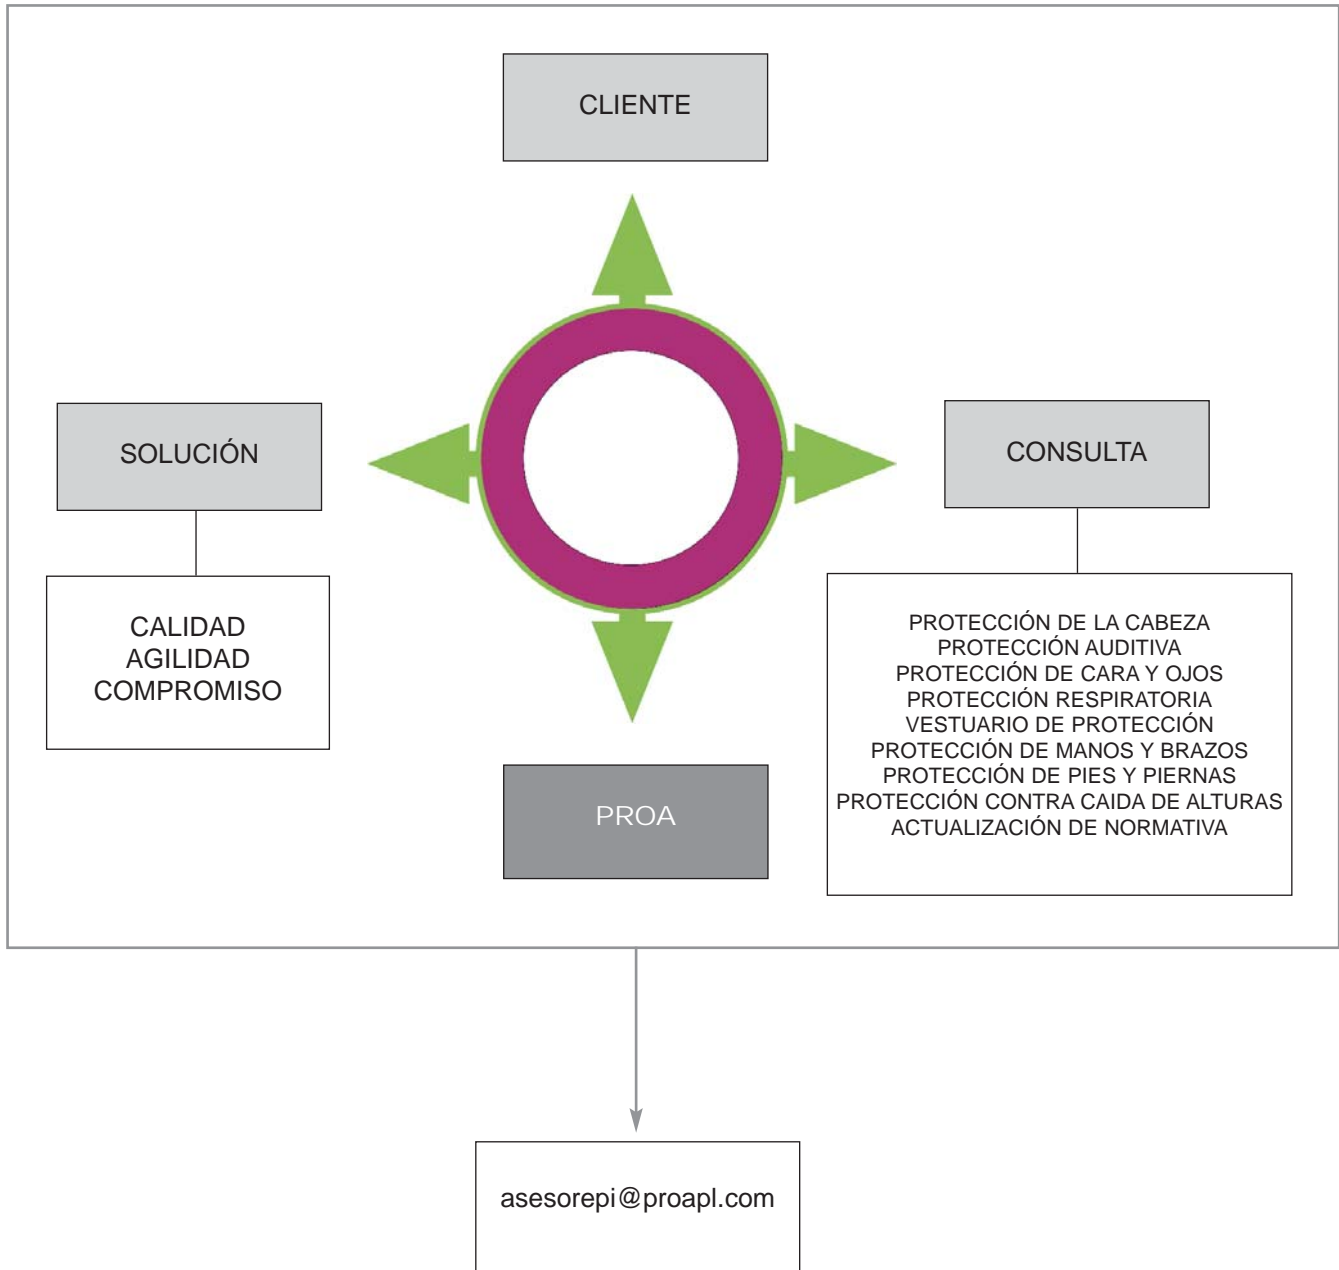 CLIENTE
SOLUCIÓN
CALIDAD
AGILIDAD
COMPROMISO
CONSULTA
PROTECCIÓN DE LA CABEZA
PROTECCIÓN AUDITIVA
PROTECCIÓN DE CARA Y OJOS
PROTECCIÓN RESPIRATORIA
VESTUARIO DE PROTECCIÓN
PROTECCIÓN DE MANOS Y BRAZOS
PROTECCIÓN DE PIES Y PIERNAS
PROTECCIÓN CONTRA CAIDA DE ALTURAS
ACTUALIZACIÓN DE NORMATIVA
PROA
asesorepi@proapl.com